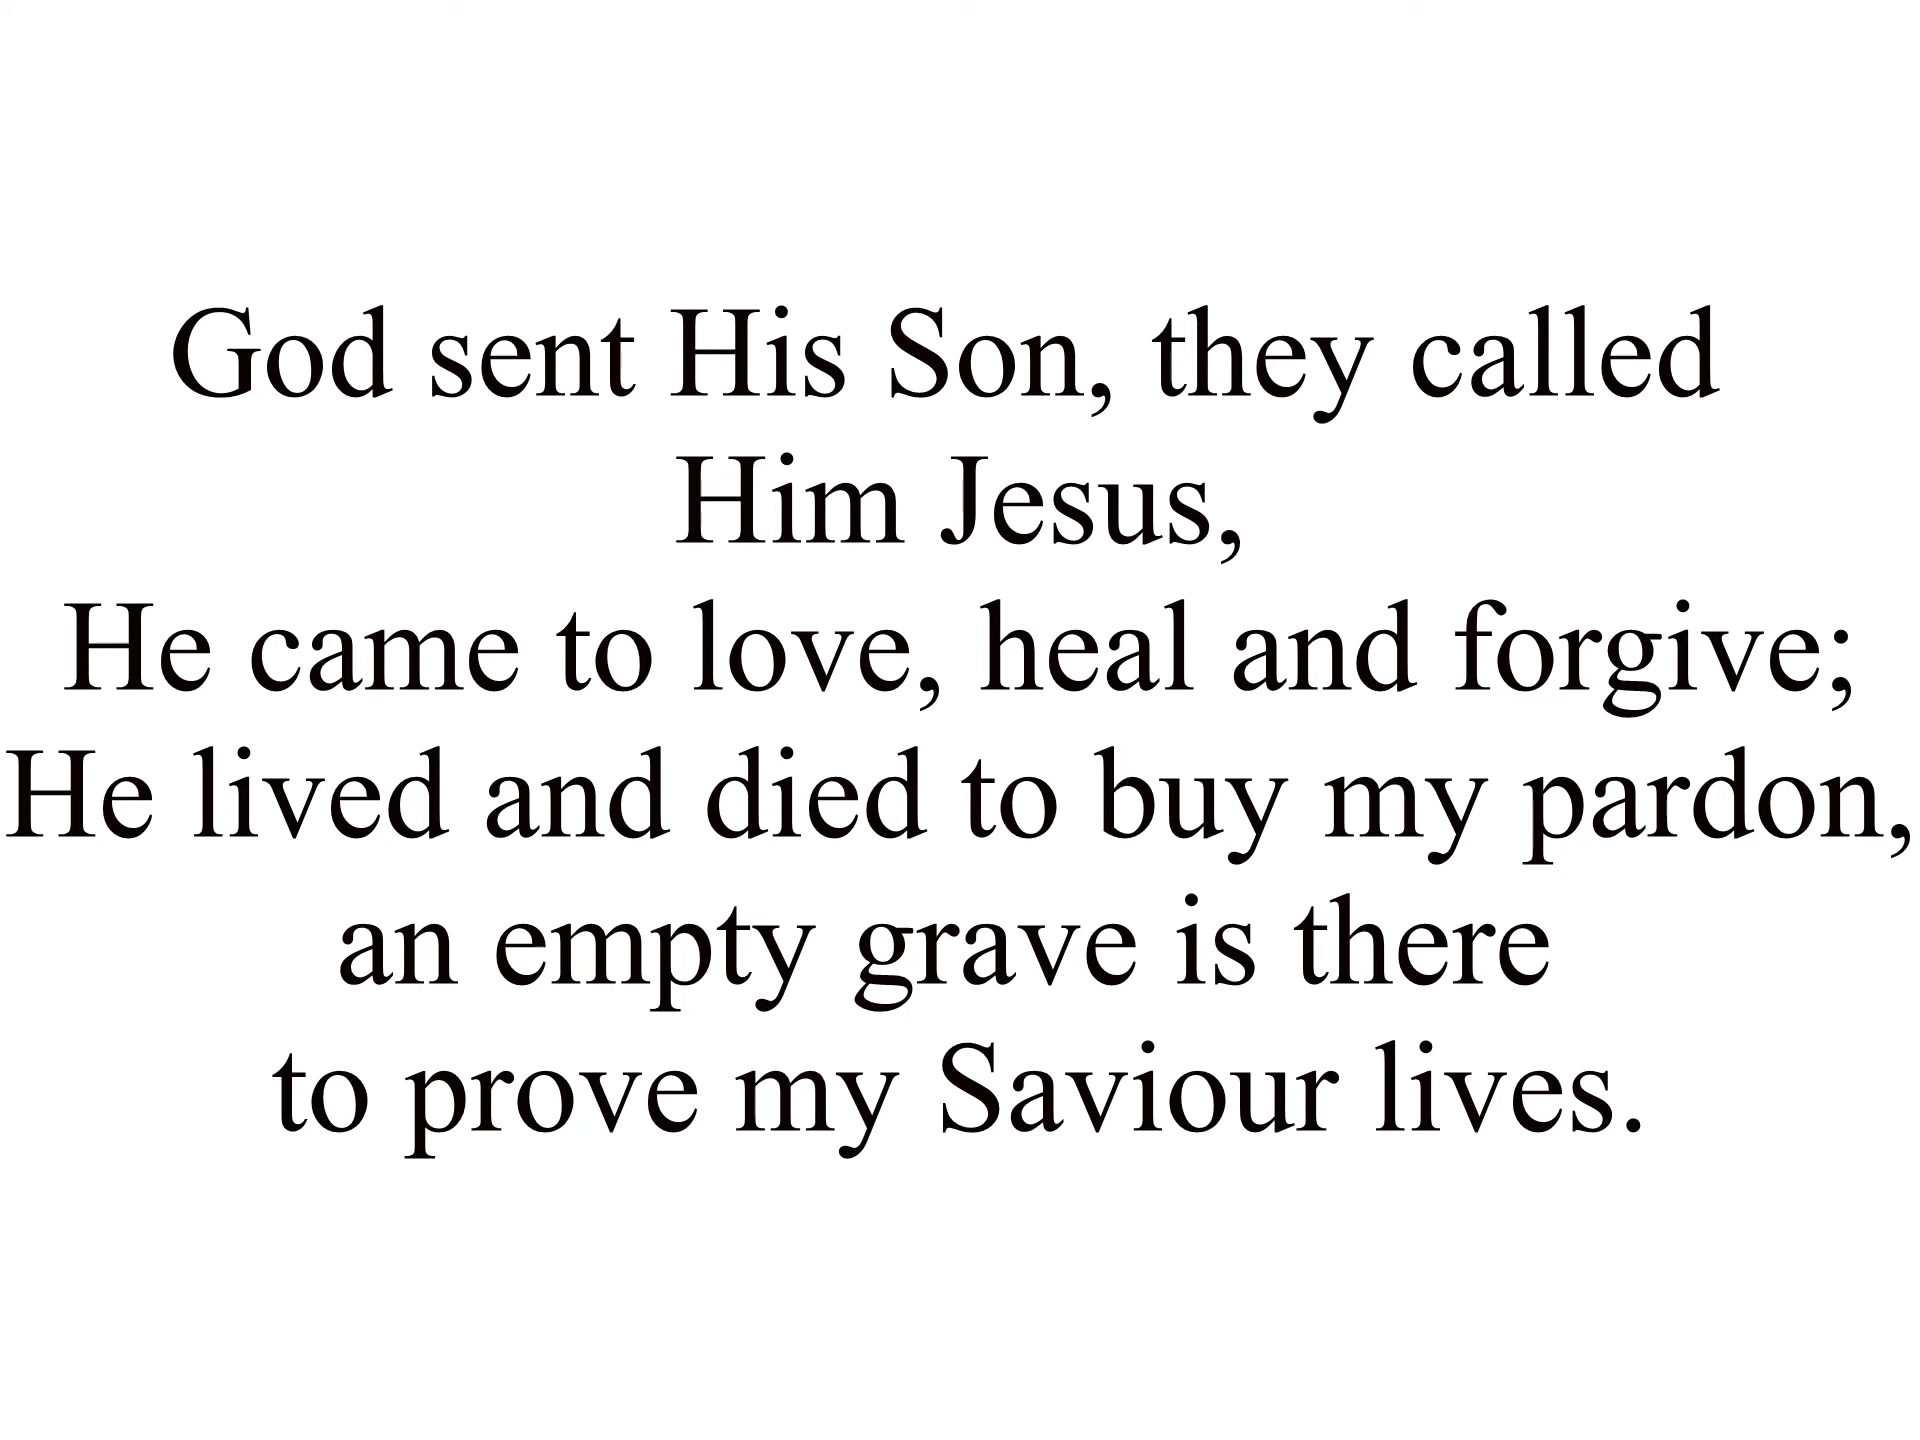 God sent His Son, they called
Him Jesus,
He came to love, heal and forgive;
He lived and died to buy my pardon,
an empty grave is there
to prove my Saviour lives.